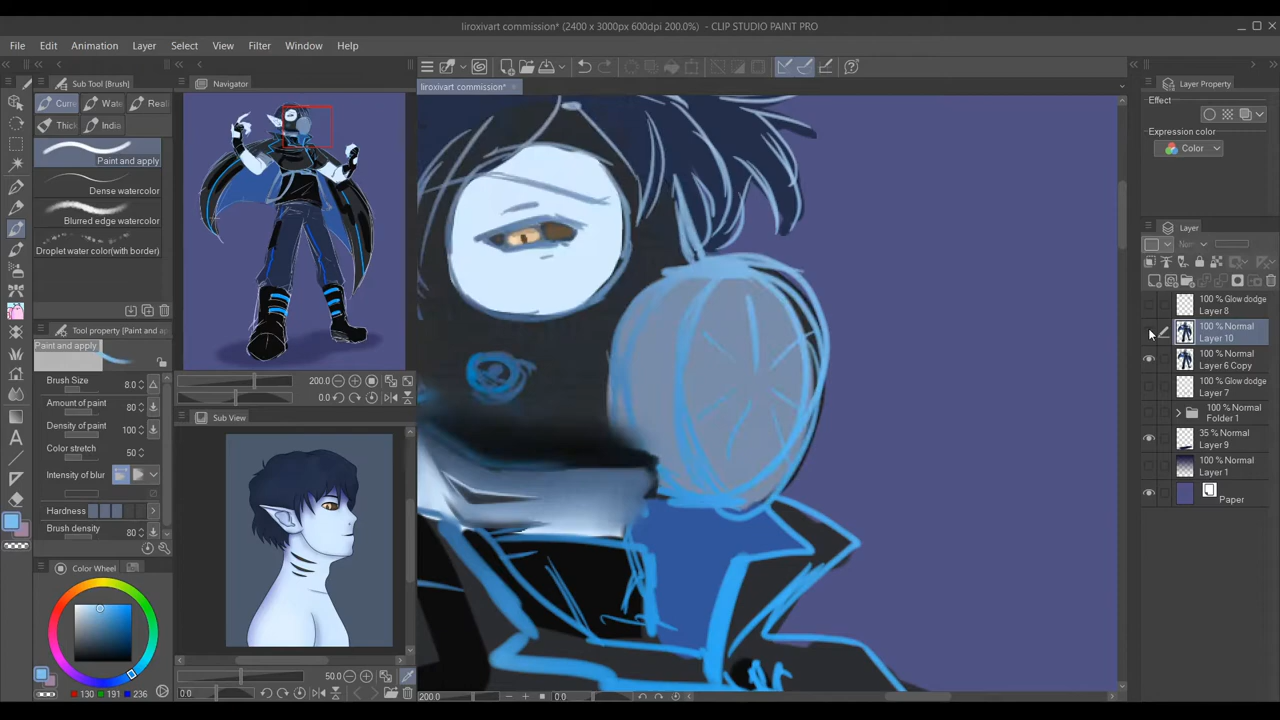 liroxivart commission* (2400 x 3000px 600dpi 200.0%) - CLIP STUDIO PAINT PRO
File Edit Animation Layer Select View Filter Window Help
Sub Tool [Brush]
Navigator
liroxivart commission*
Layer Property
Curr Wate Real
Thick India
Paint and apply
Dense watercolor
Blurred edge watercolor
Droplet water color(with border)
Effect
Expression color
Color
Layer
Norm
100 % Glow dodge
Layer 8
100 % Normal
Layer 10
100 % Normal
Layer 6 Copy
100 % Glow dodge
Layer 7
100 % Normal
Folder 1
35 % Normal
Layer 9
100 % Normal
Layer 1
Paper
Tool property [Paint and
Paint and apply
Brush Size 8.0
Amount of paint 80
Density of paint 100
Color stretch 50
Intensity of blur
Hardness
Brush density 80
200.0
0.0
Sub View
Color Wheel
130 191 236
50.0
0.0
200.0 0.0